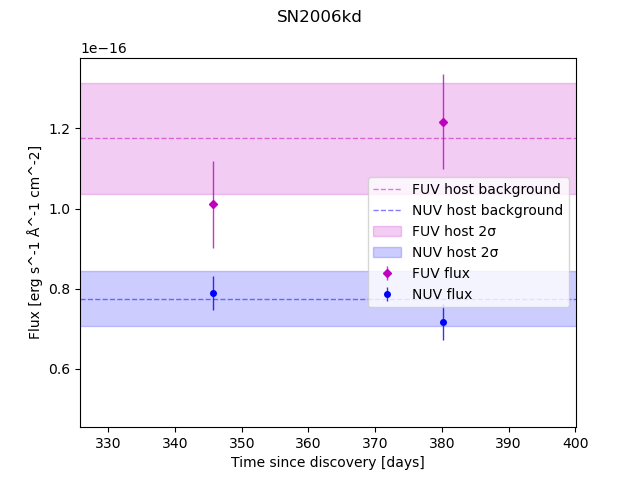 SN2006kd
1e−16
Flux [erg s^-1 Å^-1 cm^-2]
1.2
1.0
0.8
0.6
FUV host background
NUV host background
FUV host 2σ
NUV host 2σ
FUV flux
NUV flux
330 340 350 360 370 380 390 400
Time since discovery [days]